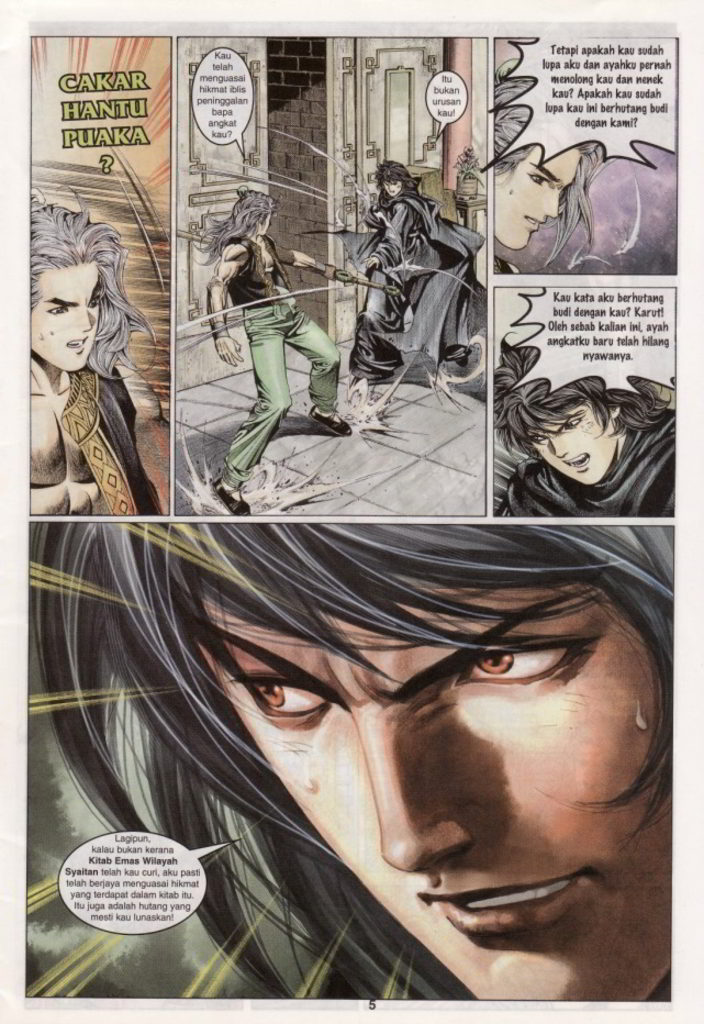 CAKAR
HANTU
PUAKA
?
Kau
telah
menguasai
hikmat iblis
peninggalan
bapa
angkat
kau?
Itu
bukan
urusan
kau!
Tetapi apakah kau sudah
lupa aku dan ayahku pernah
menolong kau dan nenek
kau? Apakah kau sudah
lupa kau ini berhutang budi
dengan kami?
Kau kata aku berhutang
budi dengan kau? Karut!
Oleh sebab kalian ini, ayah
angkatku baru telah hilang
nyawanya.
Lagipun,
kalau bukan kerana
Kitab Emas Wilayah
Syaitan telah kau curi, aku pasti
telah berjaya menguasai hikmat
yang terdapat dalam kitab itu.
Itu juga adalah hutang yang
mesti kau lunaskan!
5